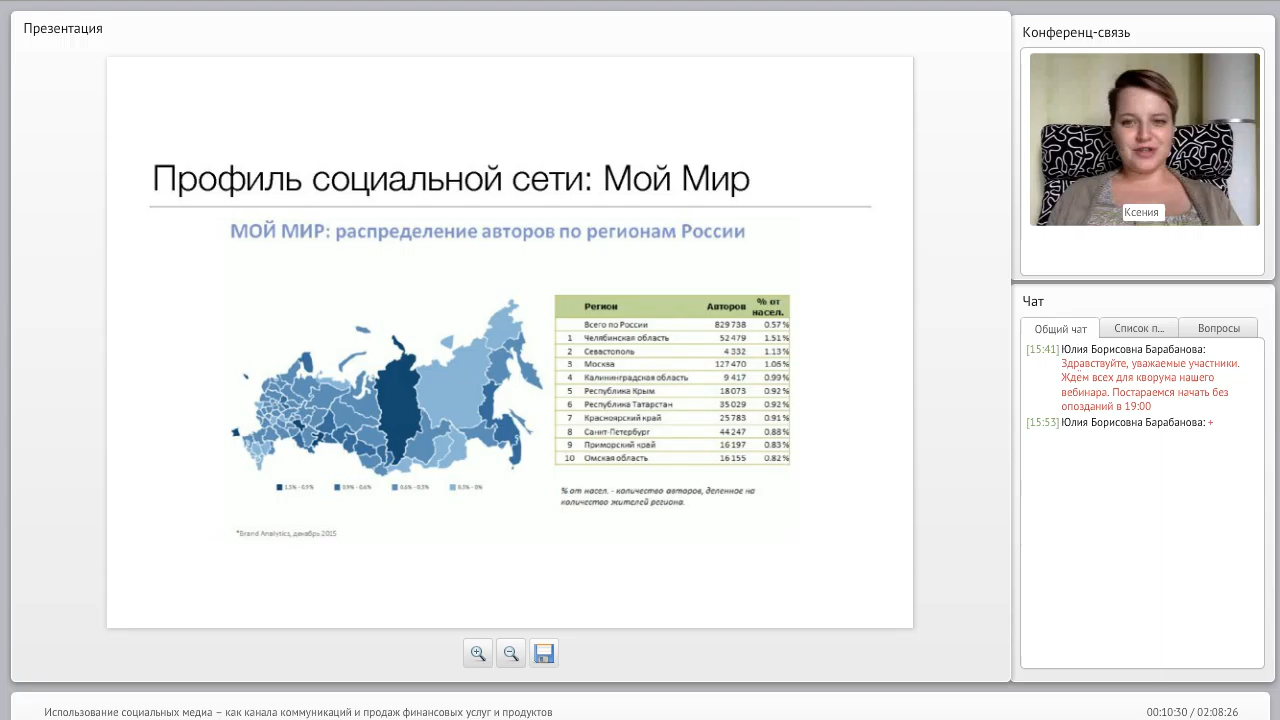 Презентация
Профиль социальной сети: Мой Мир
МОЙ МИР: распределение авторов по регионам России
Регион Авторов % от насел.
Всего по России 829 738 0.57%
1 Челябинская область 52 479 1.51%
2 Севастополь 4 332 1.13%
3 Москва 127 470 1.06%
4 Калининградская область 9 417 0.99%
5 Республика Крым 18 073 0.92%
6 Республика Татарстан 35 029 0.92%
7 Красноярский край 25 783 0.91%
8 Санкт-Петербург 44 247 0.88%
9 Приморский край 16 197 0.83%
10 Омская область 16 155 0.82%
% от насел. - количество авторов, деленное на
количество жителей региона.
*Brand Analytics, декабрь 2015
Конференц-связь
Ксения
Чат
Общий чат Список п... Вопросы
[15:41] Юлия Борисовна Барабанова:
Здравствуйте, уважаемые участники.
Ждём всех для кворума нашего
вебинара. Постараемся начать без
опозданий в 19:00
[15:53] Юлия Борисовна Барабанова: +
Использование социальных медиа – как канала коммуникаций и продаж финансовых услуг и продуктов
00:10:30 / 02:08:26